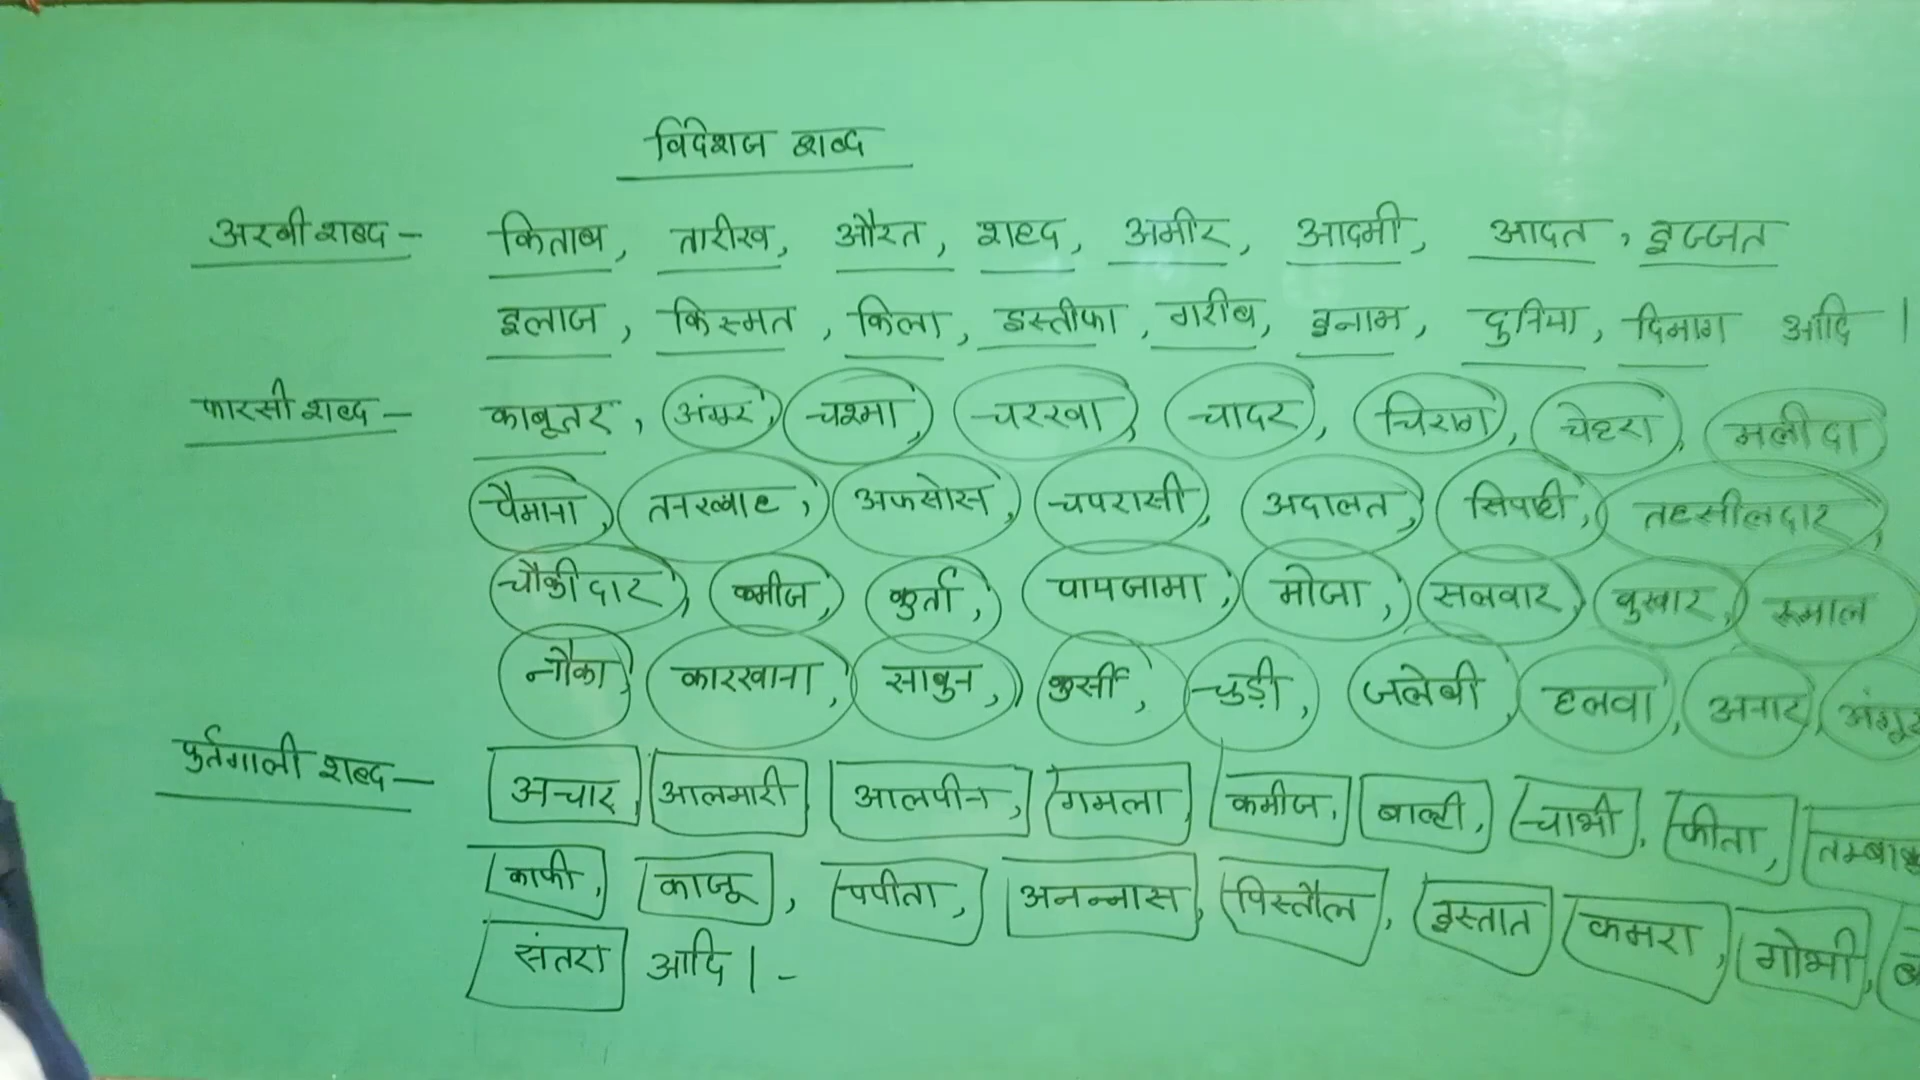 विदेशज शब्द
अरबी शब्द - किताब, तारीख, औरत, शहद, अमीर, आदमी, आदत, इज्जत
इलाज, किस्मत, किला, इस्तीफा, गरीब, इनाम, दुनिया, दिमाग आदि ।
फारसी शब्द - काबूतर, अंगूर, चश्मा, चरखा, चादर, चिराग, चेहरा, मलीदा
पैमाना, तनख्वाह, अफसोस, चपरासी, अदालत, सिपाही, तहसीलदार,
चौकीदार, कमीज, कुर्ता, पायजामा, मोजा, सलवार, बुखार, रूमाल
नौका, कारखाना, साबुन, कुर्सी, चुड़ी, जलेबी, हलवा, अनार, अंगूर
पुर्तगाली शब्द - अचार, आलमारी, आलपीन, गमला, कमीज, बाल्टी, चाभी, फीता,
काफी, काजू, पपीता, अनन्नास, पिस्तौल, इस्तात, कमरा, गोभी,
संतरा आदि । -